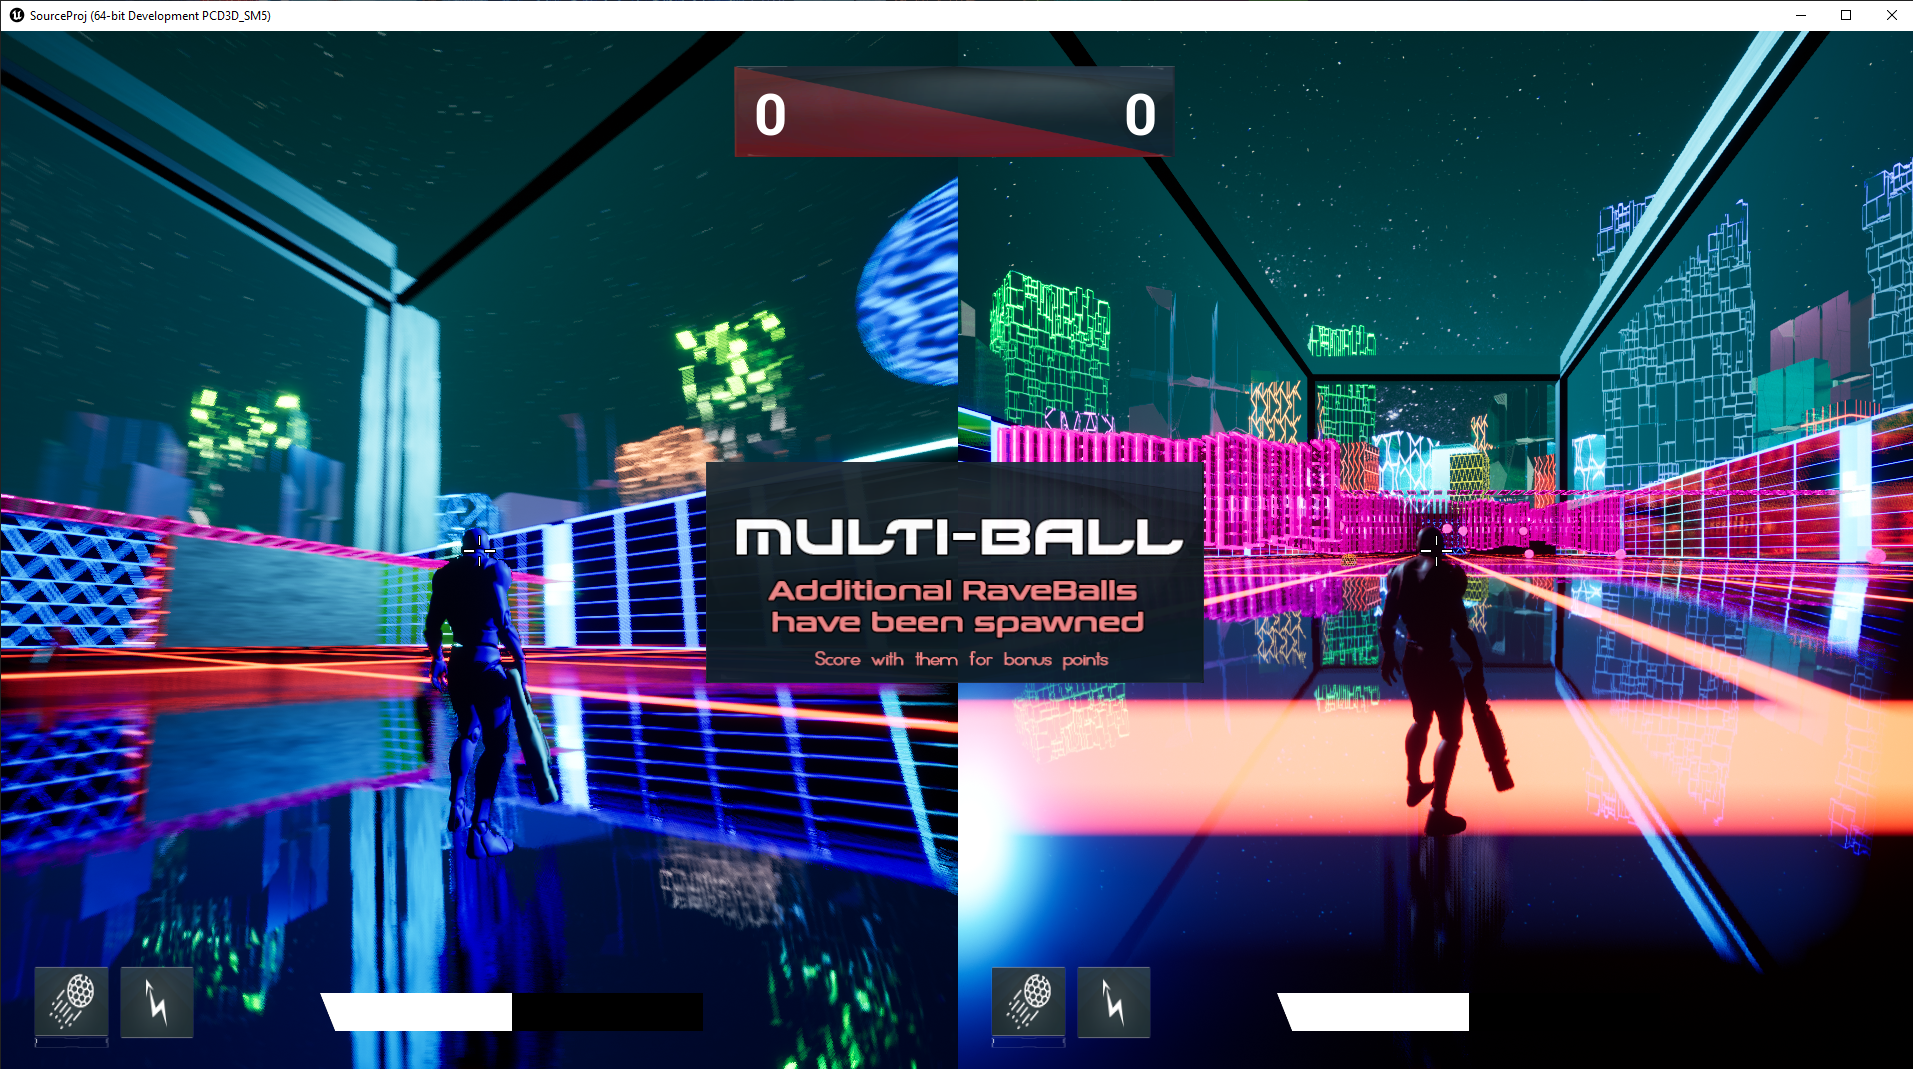 SourceProj (64-bit Development PCD3D_SM5)
0 0
MULTI-BALL
Additional RaveBalls
have been spawned
Score with them for bonus points